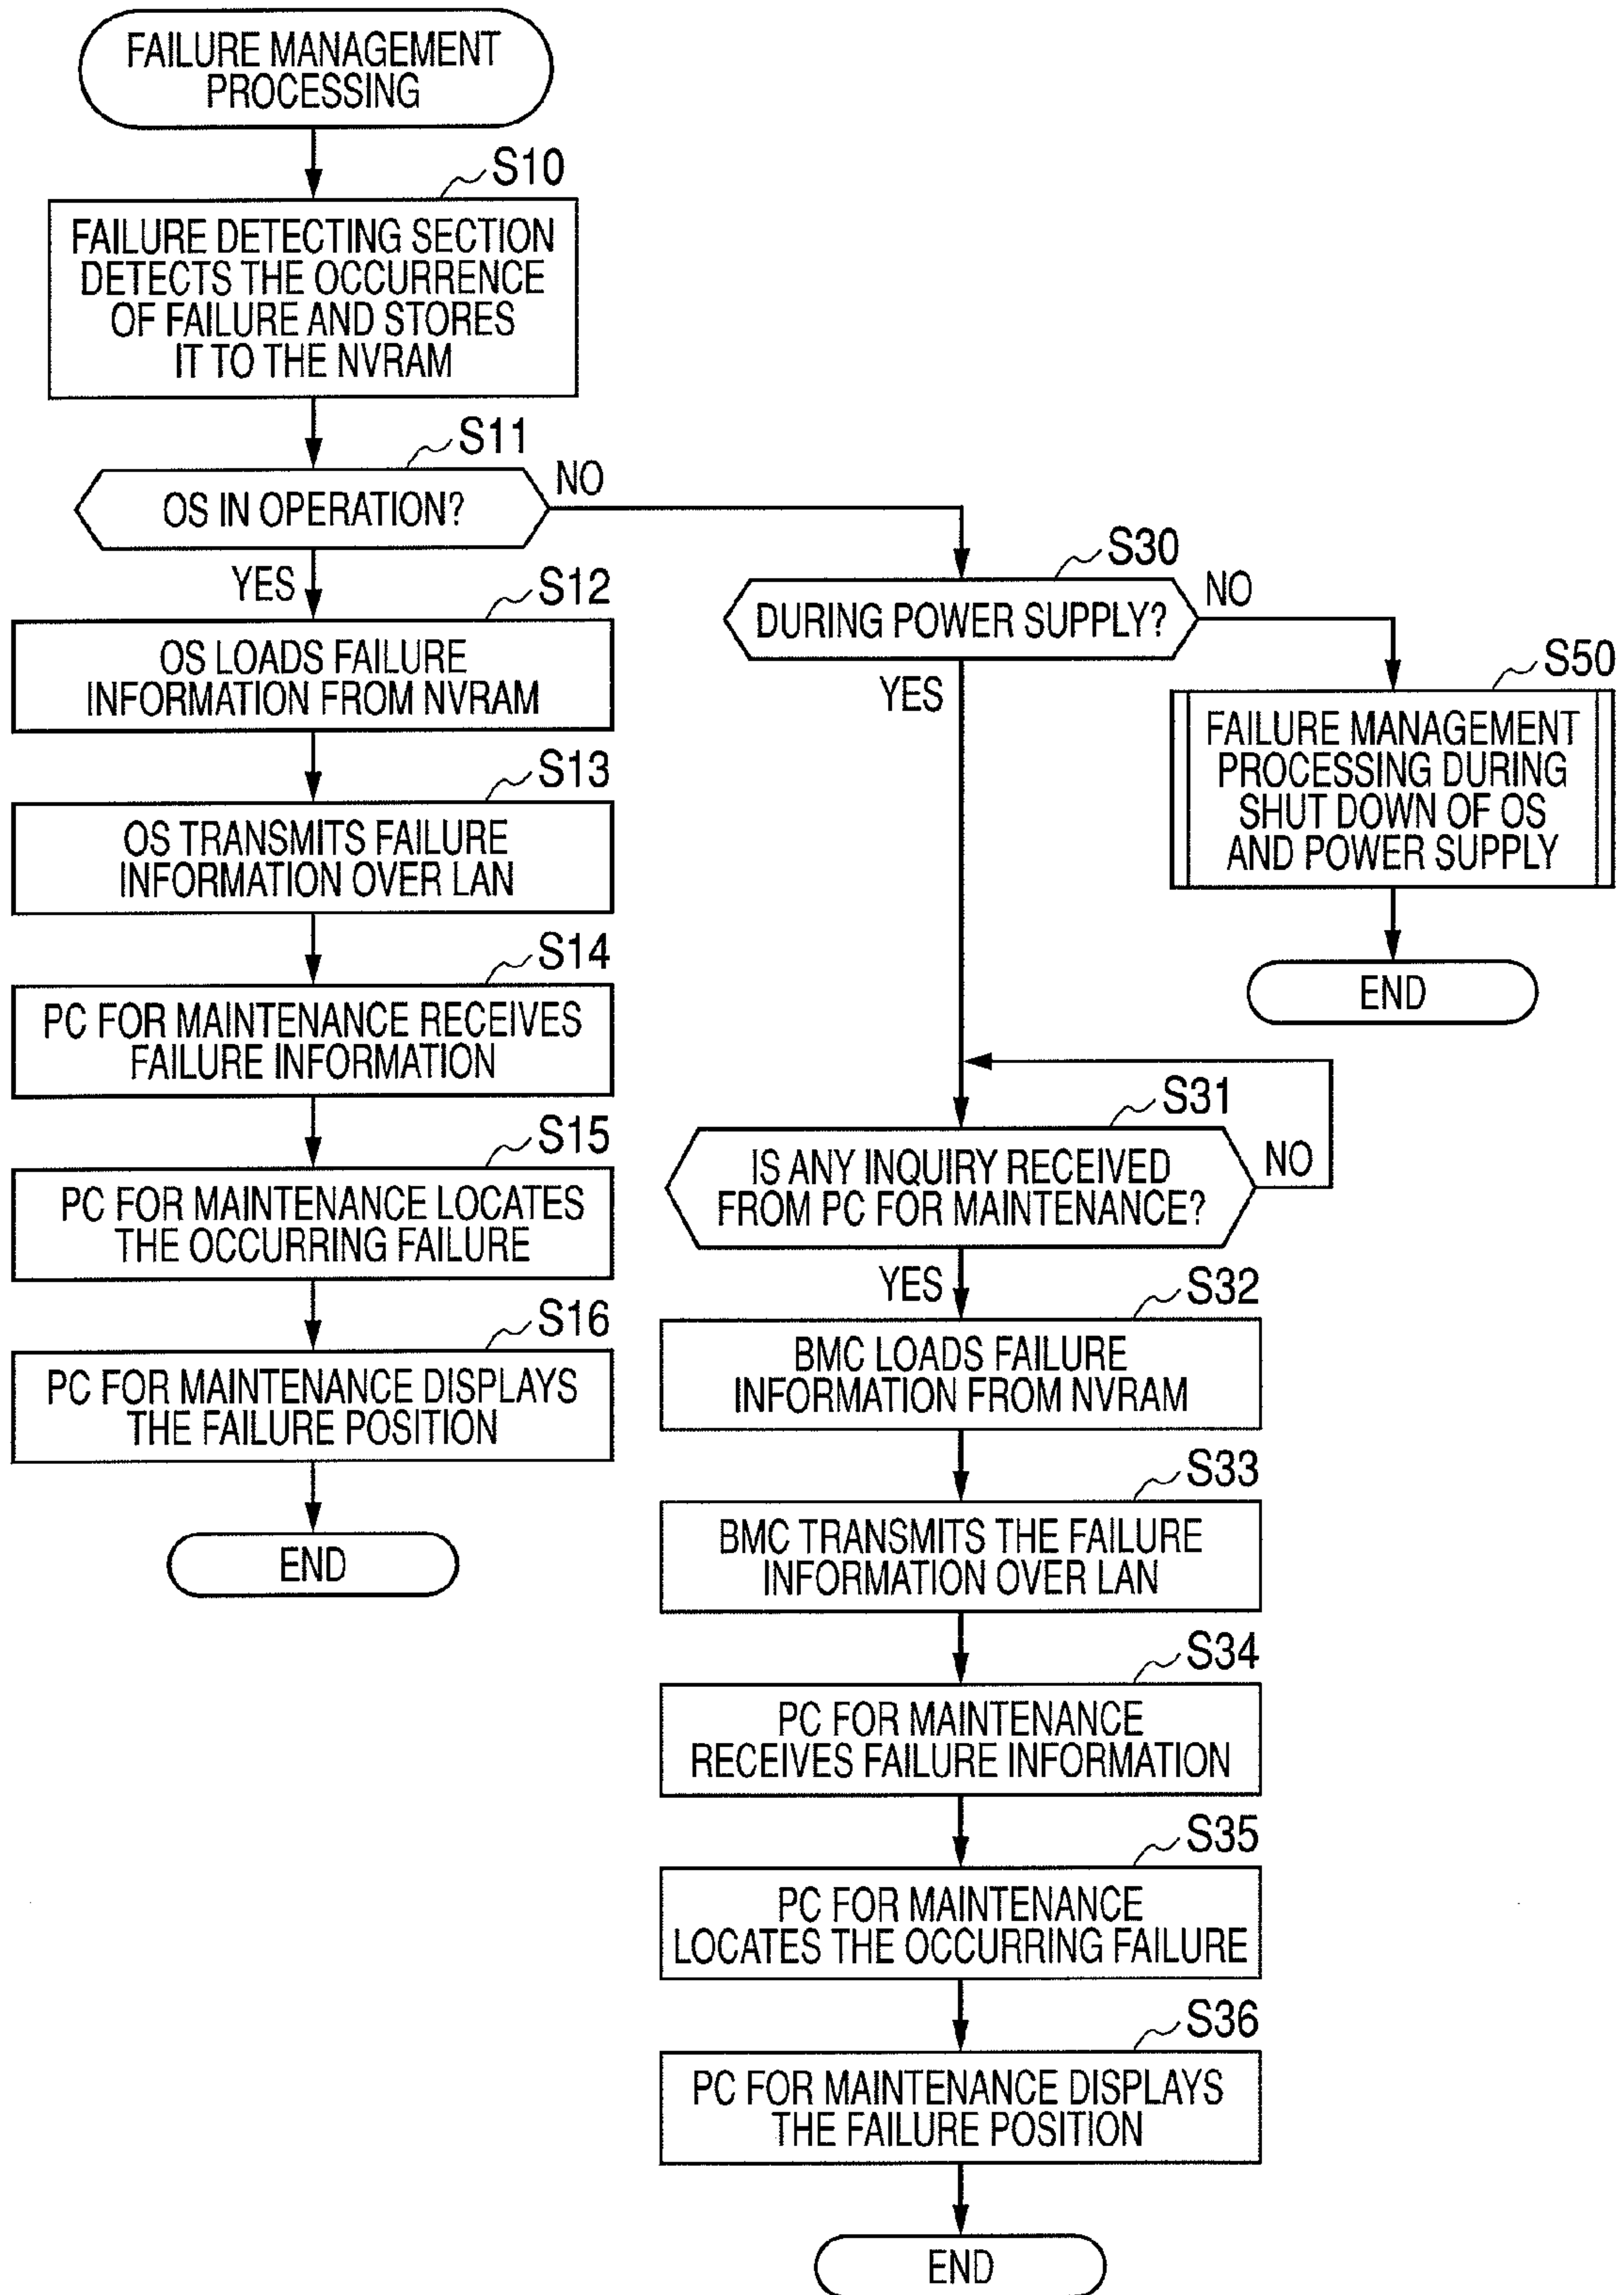 FAILURE MANAGEMENT
PROCESSING
S10
FAILURE DETECTING SECTION
DETECTS THE OCCURRENCE
OF FAILURE AND STORES
IT TO THE NVRAM
S11
OS IN OPERATION?
NO
YES
S12
OS LOADS FAILURE
INFORMATION FROM NVRAM
S13
OS TRANSMITS FAILURE
INFORMATION OVER LAN
S14
PC FOR MAINTENANCE RECEIVES
FAILURE INFORMATION
S15
PC FOR MAINTENANCE LOCATES
THE OCCURRING FAILURE
S16
PC FOR MAINTENANCE DISPLAYS
THE FAILURE POSITION
END
S30
DURING POWER SUPPLY?
NO
YES
S50
FAILURE MANAGEMENT
PROCESSING DURING
SHUT DOWN OF OS
AND POWER SUPPLY
END
S31
IS ANY INQUIRY RECEIVED
FROM PC FOR MAINTENANCE?
NO
YES
S32
BMC LOADS FAILURE
INFORMATION FROM NVRAM
S33
BMC TRANSMITS THE FAILURE
INFORMATION OVER LAN
S34
PC FOR MAINTENANCE
RECEIVES FAILURE INFORMATION
S35
PC FOR MAINTENANCE
LOCATES THE OCCURRING FAILURE
S36
PC FOR MAINTENANCE DISPLAYS
THE FAILURE POSITION
END